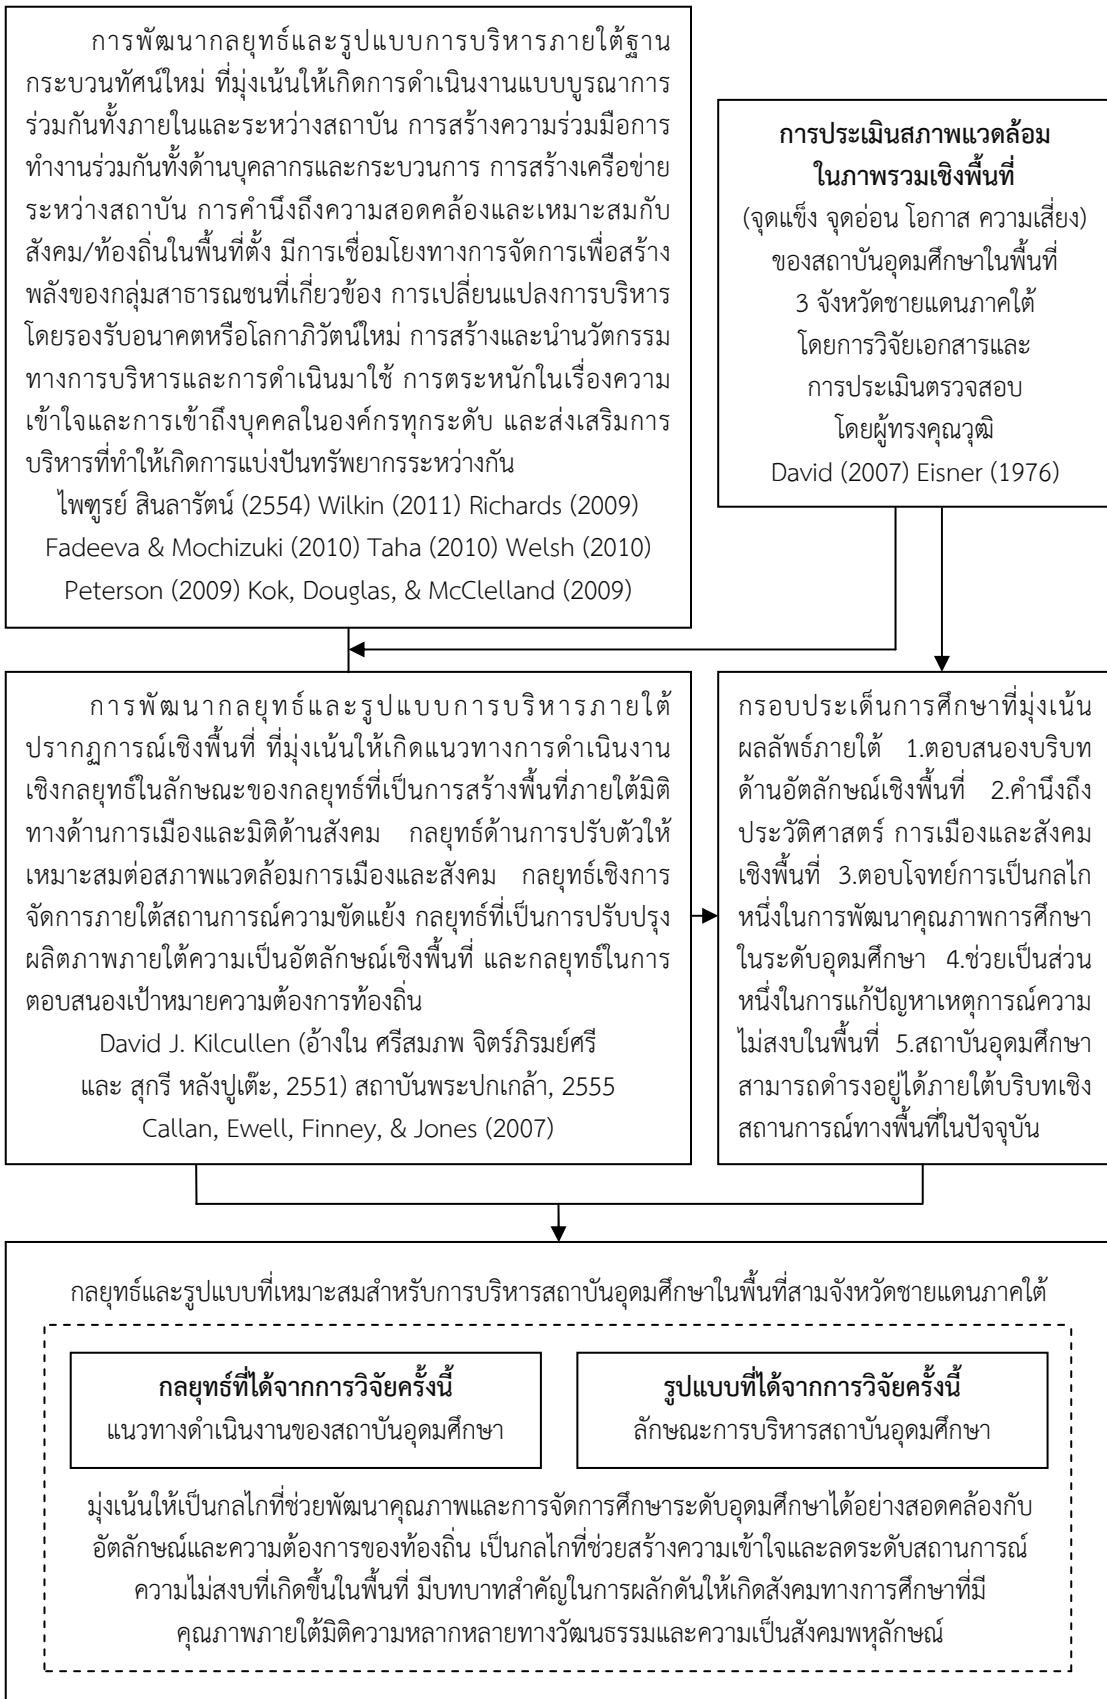 การพัฒนากลยุทธ์และรูปแบบการบริหารภายใต้ฐาน
กระบวนทัศน์ใหม่ ที่มุ่งเน้นให้เกิดการดำเนินงานแบบบูรณาการ
ร่วมกันทั้งภายในและระหว่างสถาบัน การสร้างความร่วมมือการ
ทำงานร่วมกันทั้งด้านบุคลากรและกระบวนการ การสร้างเครือข่าย
ระหว่างสถาบัน การคำนึงถึงความสอดคล้องและเหมาะสมกับ
สังคม/ท้องถิ่นในพื้นที่ตั้ง มีการเชื่อมโยงทางการจัดการเพื่อสร้าง
พลังของกลุ่มสาธารณชนที่เกี่ยวข้อง การเปลี่ยนแปลงการบริหาร
โดยรองรับอนาคตหรือโลกาภิวัตน์ใหม่ การสร้างและนำนวัตกรรม
ทางการบริหารและการดำเนินมาใช้ การตระหนักในเรื่องความ
เข้าใจและการเข้าถึงบุคคลในองค์กรทุกระดับ และส่งเสริมการ
บริหารที่ทำให้เกิดการแบ่งปันทรัพยากรระหว่างกัน
ไพฑูรย์ สินลารัตน์ (2554) Wilkin (2011) Richards (2009)
Fadeeva & Mochizuki (2010) Taha (2010) Welsh (2010)
Peterson (2009) Kok, Douglas, & McClelland (2009)
การประเมินสภาพแวดล้อม
ในภาพรวมเชิงพื้นที่
(จุดแข็ง จุดอ่อน โอกาส ความเสี่ยง)
ของสถาบันอุดมศึกษาในพื้นที่
3 จังหวัดชายแดนภาคใต้
โดยการวิจัยเอกสารและ
การประเมินตรวจสอบ
โดยผู้ทรงคุณวุฒิ
David (2007) Eisner (1976)
การพัฒนากลยุทธ์และรูปแบบการบริหารภายใต้
ปรากฏการณ์เชิงพื้นที่ ที่มุ่งเน้นให้เกิดแนวทางการดำเนินงาน
เชิงกลยุทธ์ในลักษณะของกลยุทธ์ที่เป็นการสร้างพื้นที่ภายใต้มิติ
ทางด้านการเมืองและมิติด้านสังคม กลยุทธ์ด้านการปรับตัวให้
เหมาะสมต่อสภาพแวดล้อมการเมืองและสังคม กลยุทธ์เชิงการ
จัดการภายใต้สถานการณ์ความขัดแย้ง กลยุทธ์ที่เป็นการปรับปรุง
ผลิตภาพภายใต้ความเป็นอัตลักษณ์เชิงพื้นที่ และกลยุทธ์ในการ
ตอบสนองเป้าหมายความต้องการท้องถิ่น
David J. Kilcullen (อ้างใน ศรีสมภพ จิตร์ภิรมย์ศรี
และ สุกรี หลังปูเต๊ะ, 2551) สถาบันพระปกเกล้า, 2555
Callan, Ewell, Finney, & Jones (2007)
กรอบประเด็นการศึกษาที่มุ่งเน้น
ผลลัพธ์ภายใต้ 1.ตอบสนองบริบท
ด้านอัตลักษณ์เชิงพื้นที่ 2.คำนึงถึง
ประวัติศาสตร์ การเมืองและสังคม
เชิงพื้นที่ 3.ตอบโจทย์การเป็นกลไก
หนึ่งในการพัฒนาคุณภาพการศึกษา
ในระดับอุดมศึกษา 4.ช่วยเป็นส่วน
หนึ่งในการแก้ปัญหาเหตุการณ์ความ
ไม่สงบในพื้นที่ 5.สถาบันอุดมศึกษา
สามารถดำรงอยู่ได้ภายใต้บริบทเชิง
สถานการณ์ทางพื้นที่ในปัจจุบัน
กลยุทธ์และรูปแบบที่เหมาะสมสำหรับการบริหารสถาบันอุดมศึกษาในพื้นที่สามจังหวัดชายแดนภาคใต้
กลยุทธ์ที่ได้จากการวิจัยครั้งนี้
แนวทางดำเนินงานของสถาบันอุดมศึกษา
รูปแบบที่ได้จากการวิจัยครั้งนี้
ลักษณะการบริหารสถาบันอุดมศึกษา
มุ่งเน้นให้เป็นกลไกที่ช่วยพัฒนาคุณภาพและการจัดการศึกษาระดับอุดมศึกษาได้อย่างสอดคล้องกับ
อัตลักษณ์และความต้องการของท้องถิ่น เป็นกลไกที่ช่วยสร้างความเข้าใจและลดระดับสถานการณ์
ความไม่สงบที่เกิดขึ้นในพื้นที่ มีบทบาทสำคัญในการผลักดันให้เกิดสังคมทางการศึกษาที่มี
คุณภาพภายใต้มิติความหลากหลายทางวัฒนธรรมและความเป็นสังคมพหุลักษณ์